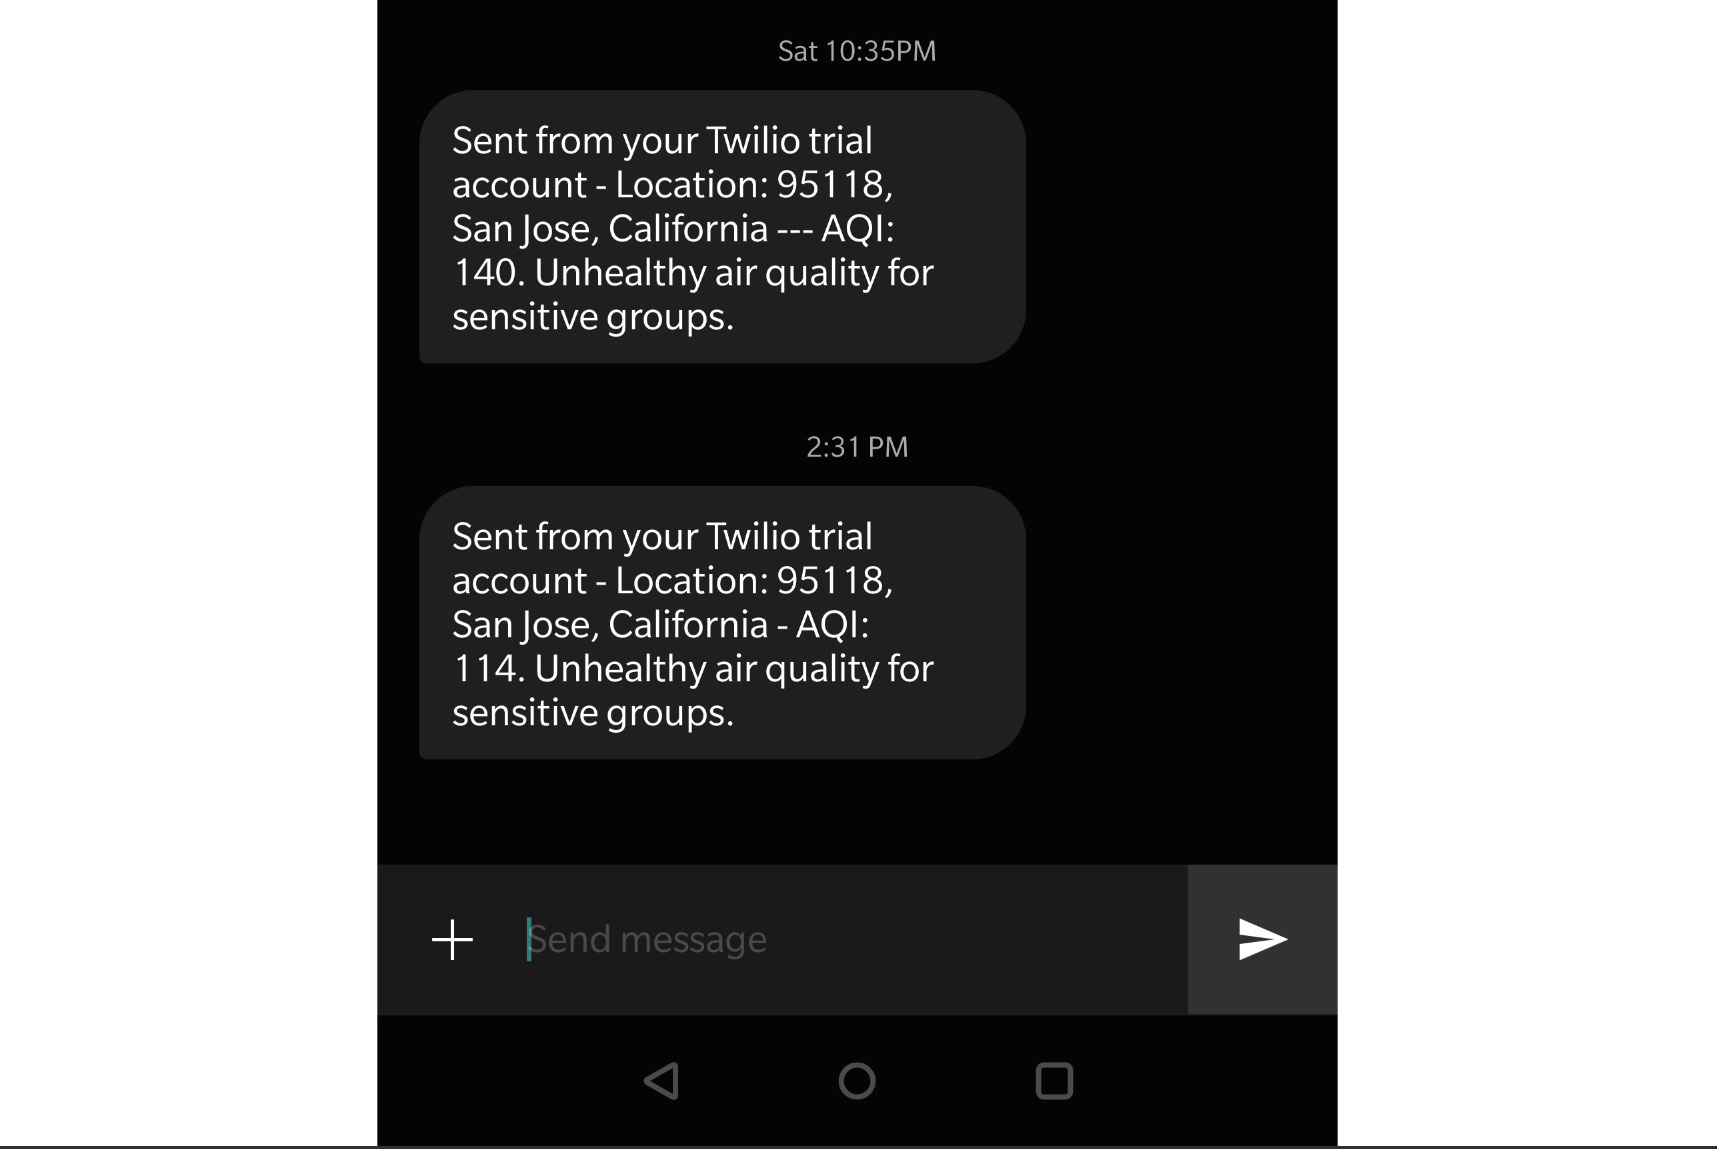 Sat 10:35PM
Sent from your Twilio trial
account - Location: 95118,
San Jose, California --- AQI:
140. Unhealthy air quality for
sensitive groups.
2:31 PM
Sent from your Twilio trial
account - Location: 95118,
San Jose, California - AQI:
114. Unhealthy air quality for
sensitive groups.
Send message